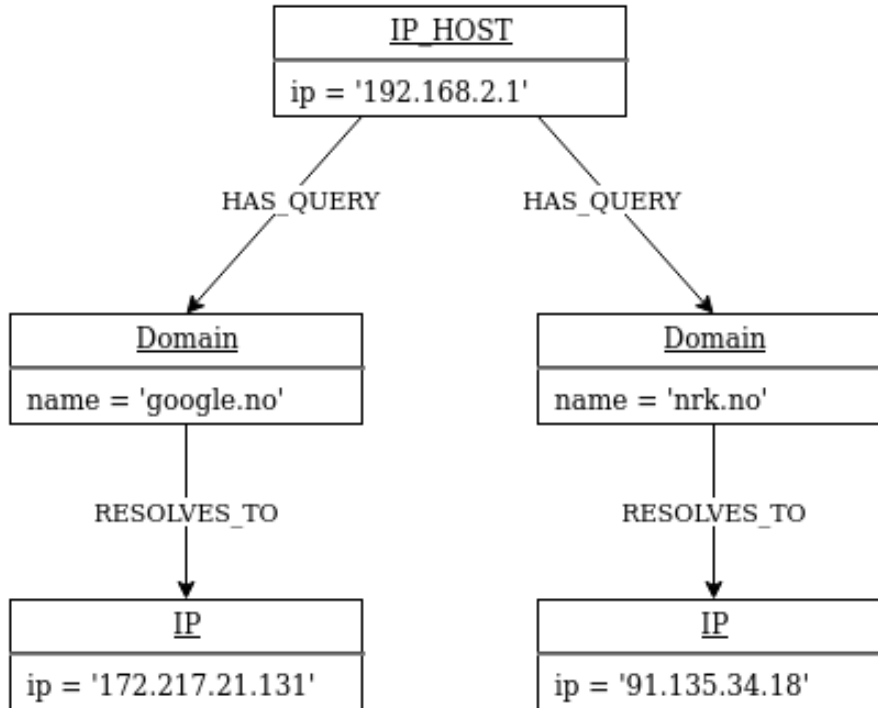 IP_HOST
ip = '192.168.2.1'
HAS_QUERY
HAS_QUERY
Domain
name = 'google.no'
Domain
name = 'nrk.no'
RESOLVES_TO
RESOLVES_TO
IP
ip = '172.217.21.131'
IP
ip = '91.135.34.18'